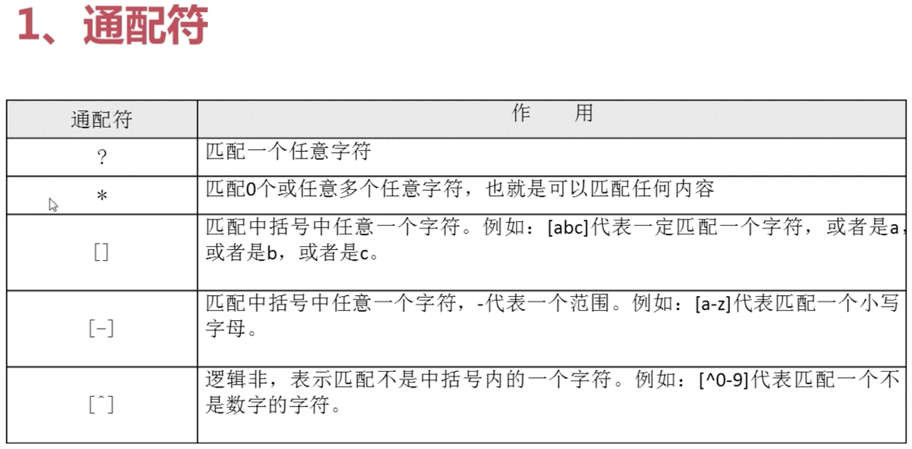 1、通配符
通配符
作 用
?
匹配一个任意字符
*
匹配0个或任意多个任意字符，也就是可以匹配任何内容
[]
匹配中括号中任意一个字符。例如：[abc]代表一定匹配一个字符，或者是a，
或者是b，或者是c。
[-]
匹配中括号中任意一个字符，-代表一个范围。例如：[a-z]代表匹配一个小写
字母。
[^]
逻辑非，表示匹配不是中括号内的一个字符。例如：[^0-9]代表匹配一个不
是数字的字符。